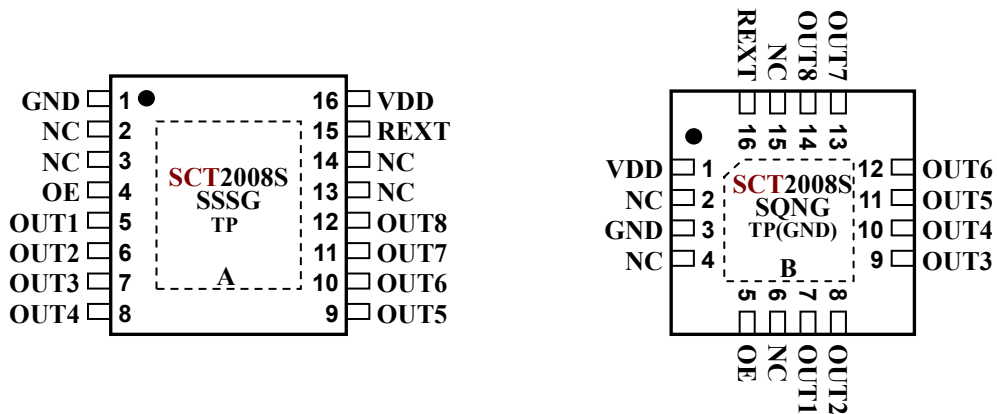 GND 1 16 VDD
NC 2 15 REXT
NC 3 14 NC
OE 4 13 NC
OUT1 5 12 OUT8
OUT2 6 11 OUT7
OUT3 7 10 OUT6
OUT4 8 9 OUT5
SCT2008S
SSSG
TP
A
REXT NC OUT8 OUT7
16 15 14 13
VDD 1 12 OUT6
NC 2 11 OUT5
GND 3 10 OUT4
NC 4 9 OUT3
SCT2008S
SQNG
TP(GND)
B
5 6 7 8
OE NC OUT1 OUT2